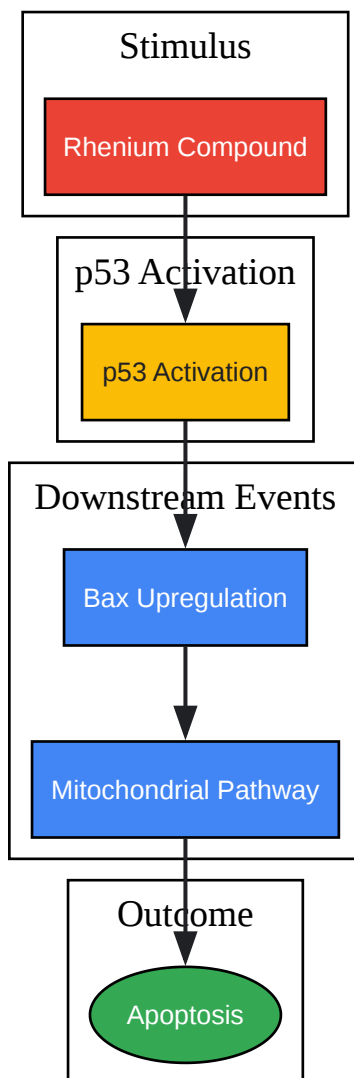 Stimulus
Rhenium Compound
p53 Activation
p53 Activation
Downstream Events
Bax Upregulation
Mitochondrial Pathway
Outcome
Apoptosis